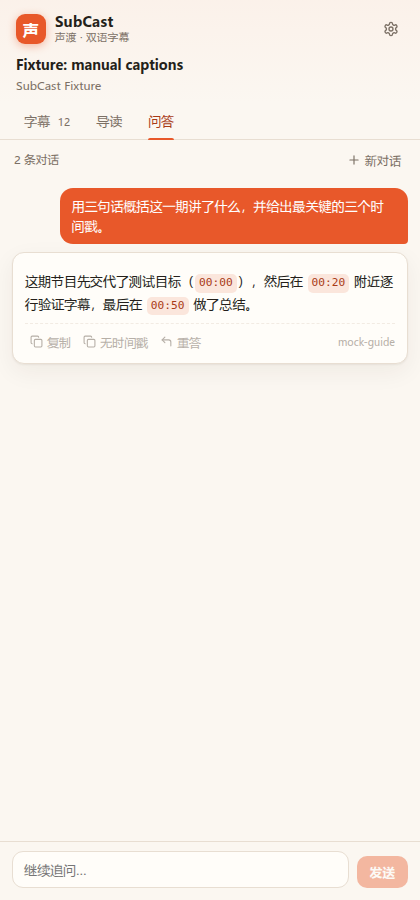 声
SubCast
声渡 · 双语字幕
Fixture: manual captions
SubCast Fixture
字幕 12 导读 问答
2 条对话 新对话
用三句话概括这一期讲了什么，并给出最关键的三个时
间戳。
这期节目先交代了测试目标（00:00），然后在 00:20 附近逐
行验证字幕，最后在 00:50 做了总结。
复制 无时间戳 重答 mock-guide
继续追问... 发送